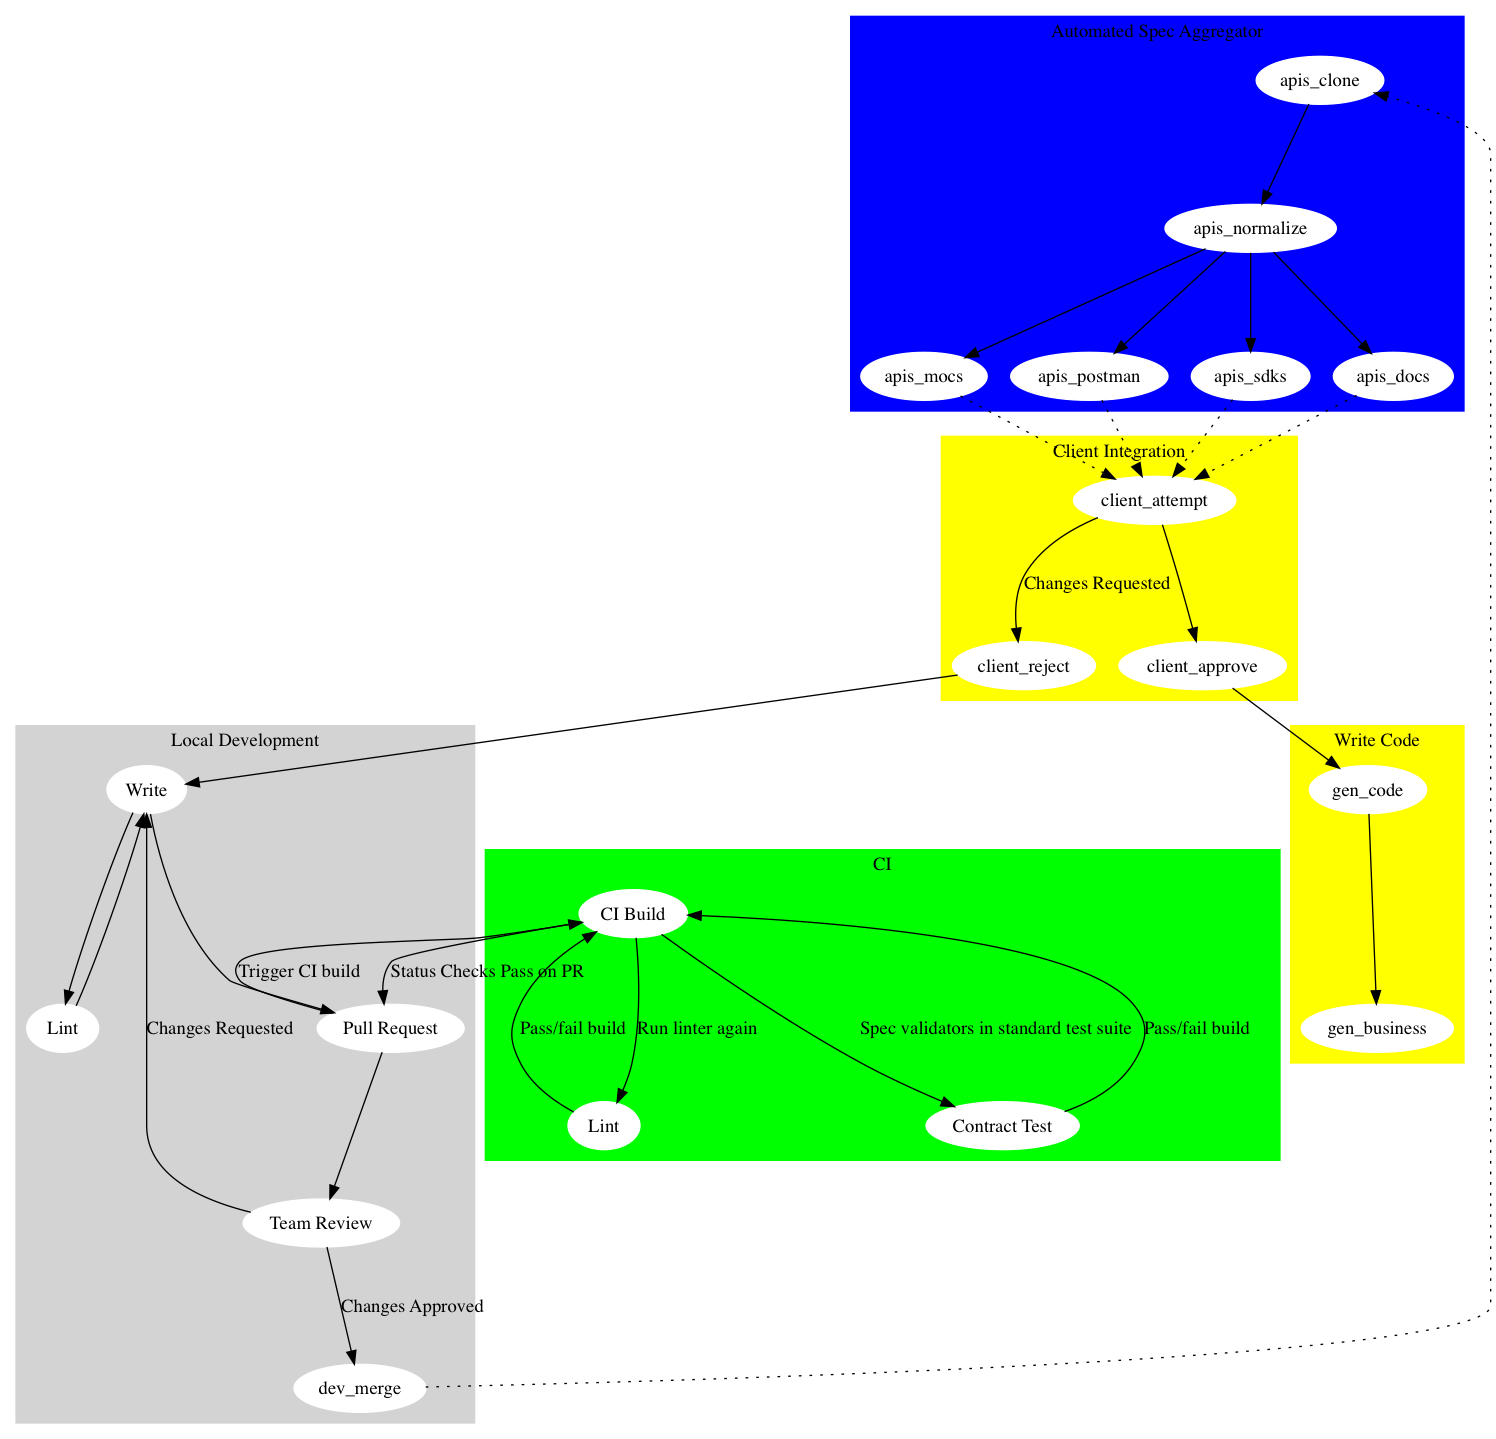 Automated Spec Aggregator
apis_clone
apis_normalize
apis_mocs
apis_postman
apis_sdks
apis_docs
Client Integration
client_attempt
Changes Requested
client_reject
client_approve
Local Development
Write
Write Code
gen_code
CI
CI Build
Trigger CI build
Status Checks Pass on PR
Lint
Changes Requested
Pull Request
Pass/fail build
Run linter again
Spec validators in standard test suite
Pass/fail build
gen_business
Lint
Contract Test
Team Review
Changes Approved
dev_merge